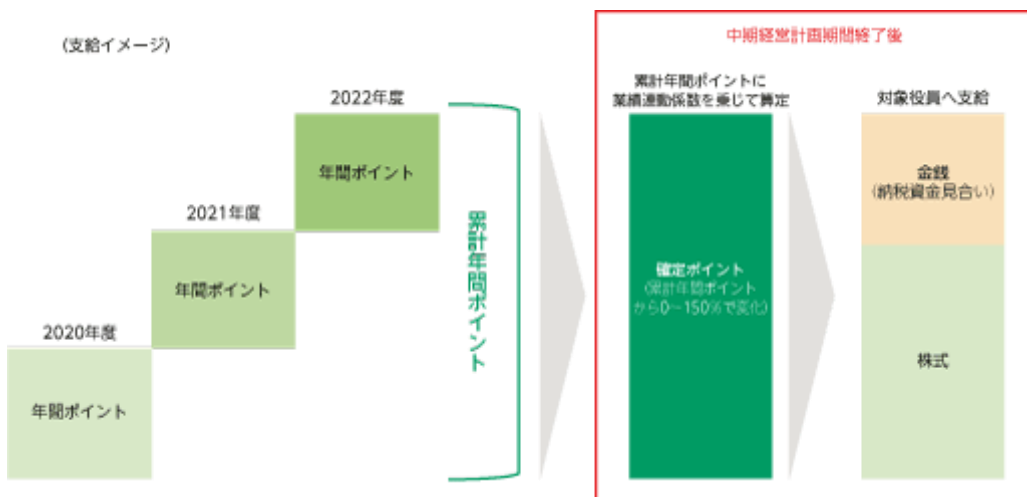 (支給イメージ)
中期経営計画期間終了後
2022年度
年間ポイント
2021年度
年間ポイント
2020年度
年間ポイント
累計年間ポイント
累計年間ポイントに
業績連動係数を乗じて算定
確定ポイント
(累計年間ポイント
から0〜150%で変化)
対象役員へ支給
金銭
(納税資金見合い)
株式